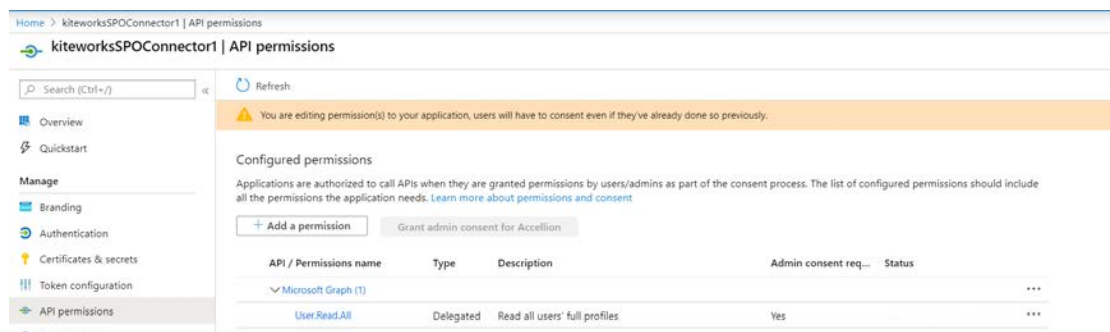 Home > kiteworksSPOConnector1 | API permissions
kiteworksSPOConnector1 | API permissions
Search (Ctrl+/)
«
Refresh
You are editing permission(s) to your application, users will have to consent even if they've already done so previously.
Overview
Quickstart
Manage
Branding
Authentication
Certificates & secrets
Token configuration
API permissions
Configured permissions
Applications are authorized to call APIs when they are granted permissions by users/admins as part of the consent process. The list of configured permissions should include
all the permissions the application needs. Learn more about permissions and consent
+ Add a permission
Grant admin consent for Accellion
API / Permissions name Type Description Admin consent req... Status
Microsoft Graph (1) ...
User.Read.All Delegated Read all users' full profiles Yes ...